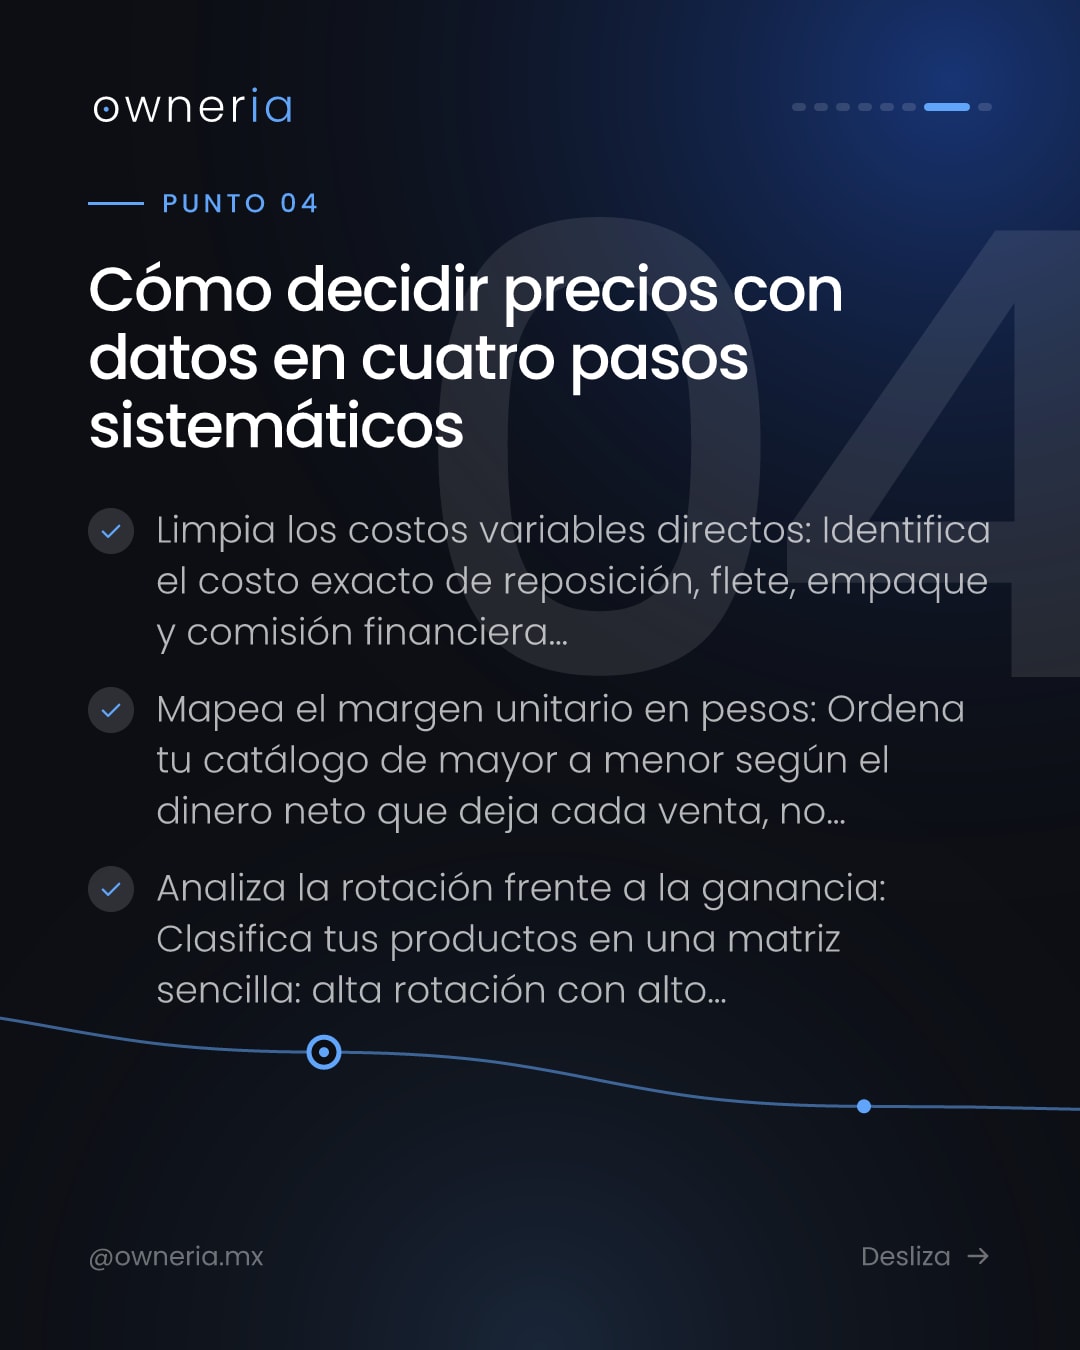 owneria
PUNTO 04
04
Cómo decidir precios con
datos en cuatro pasos
sistemáticos
Limpia los costos variables directos: Identifica
el costo exacto de reposición, flete, empaque
y comisión financiera...
Mapea el margen unitario en pesos: Ordena
tu catálogo de mayor a menor según el
dinero neto que deja cada venta, no...
Analiza la rotación frente a la ganancia:
Clasifica tus productos en una matriz
sencilla: alta rotación con alto...
@owneria.mx
Desliza →